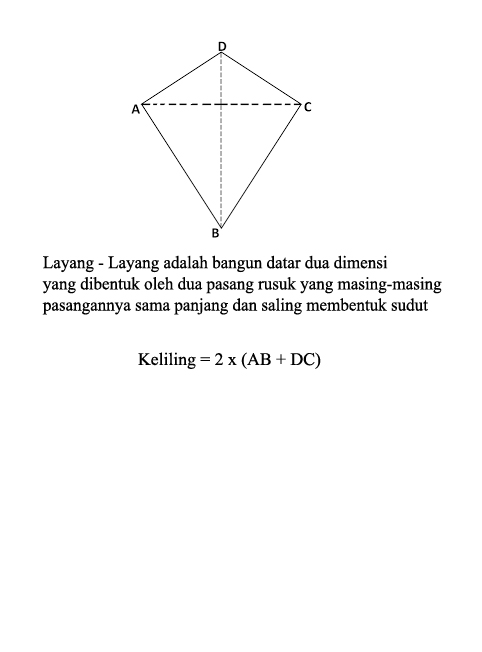 D
A
C
B
Layang - Layang adalah bangun datar dua dimensi
yang dibentuk oleh dua pasang rusuk yang masing-masing
pasangannya sama panjang dan saling membentuk sudut
Keliling = 2 x (AB + DC)